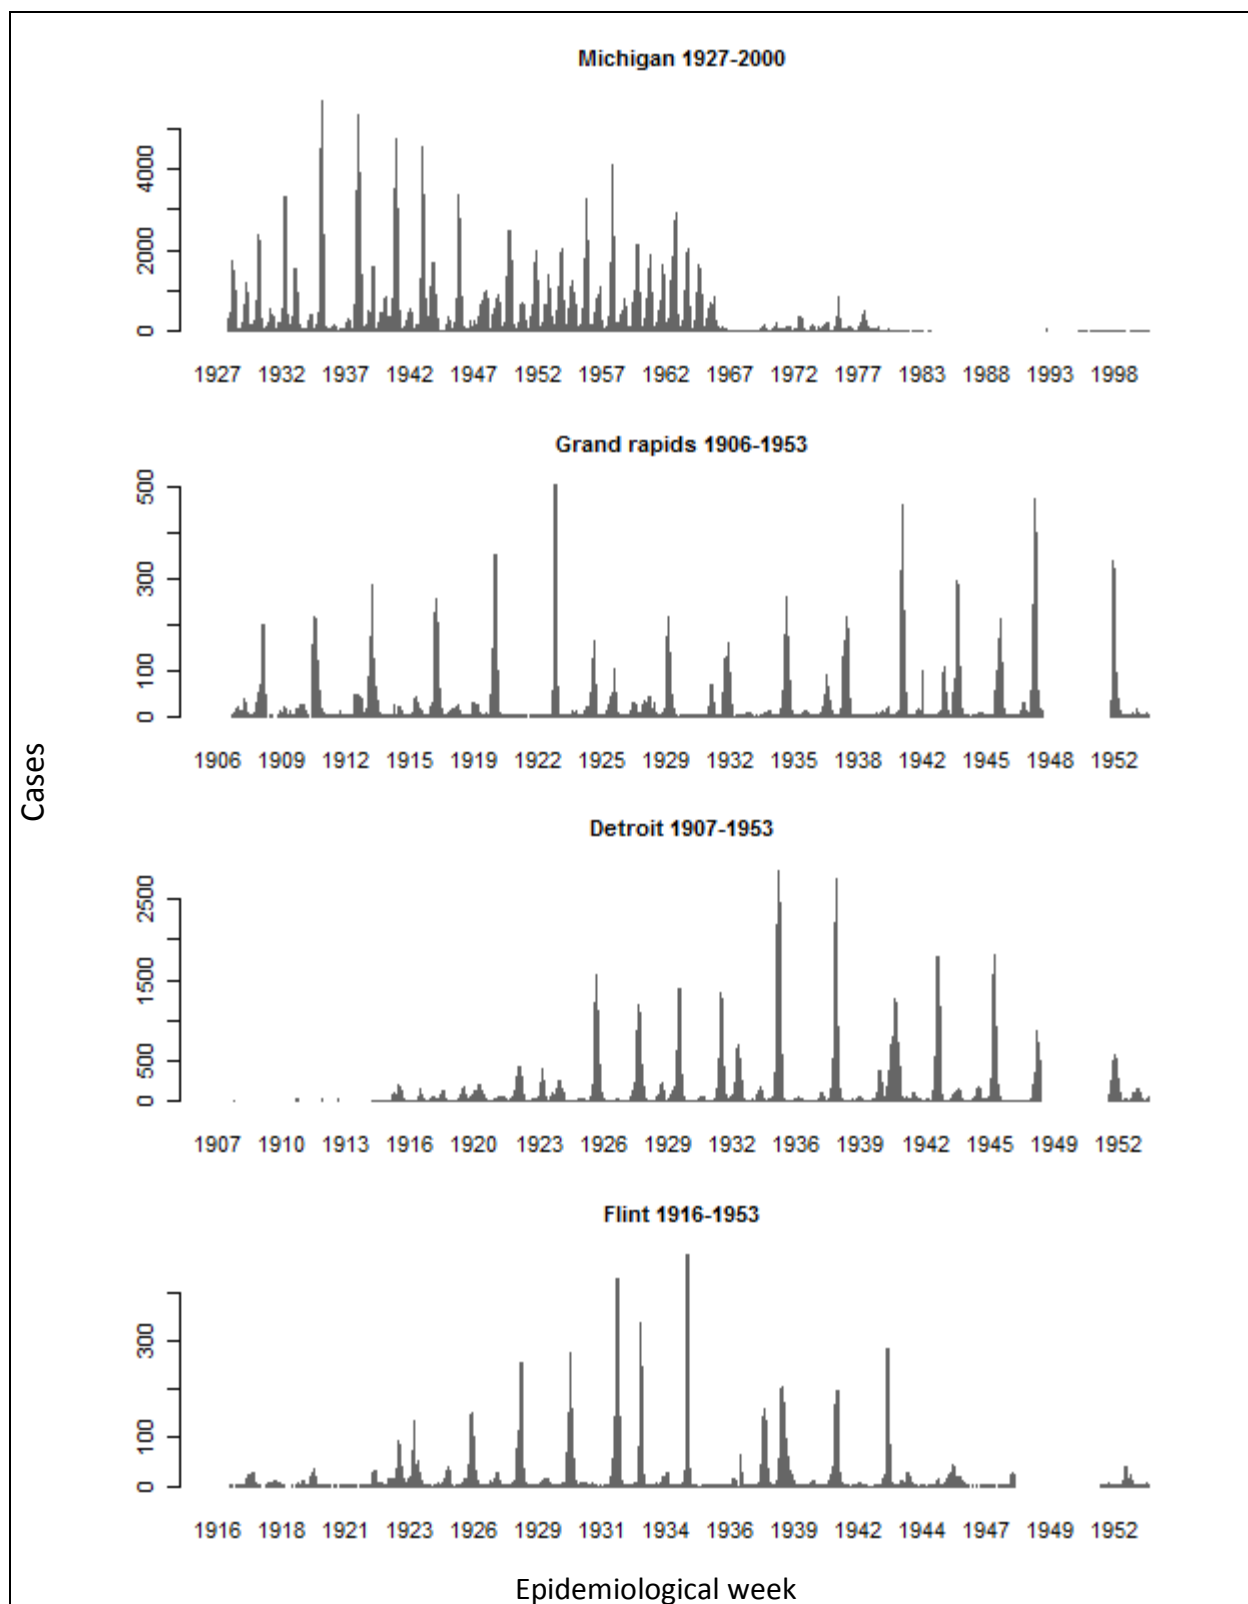 Michigan 1927-2000
4000
2000
0
1927 1932 1937 1942 1947 1952 1957 1962 1967 1972 1977 1983 1988 1993 1998
Grand rapids 1906-1953
500
300
100
0
1906 1909 1912 1915 1919 1922 1925 1929 1932 1935 1938 1942 1945 1948 1952
Cases
Detroit 1907-1953
2500
1500
500
0
1907 1910 1913 1916 1920 1923 1926 1929 1932 1936 1939 1942 1945 1949 1952
Flint 1916-1953
300
100
0
1916 1918 1921 1923 1926 1929 1931 1934 1936 1939 1942 1944 1947 1949 1952
Epidemiological week